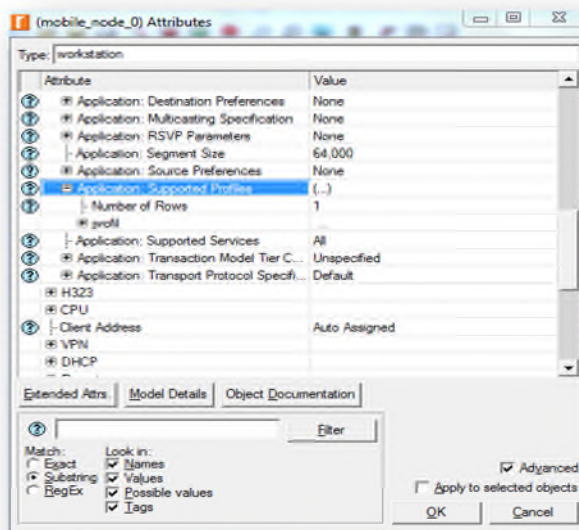 (mobile_node_0) Attributes
Type: workstation
Attribute Value
Application: Destination Preferences None
Application: Multicasting Specification None
Application: RSVP Parameters None
Application: Segment Size 64,000
Application: Source Preferences None
Application: Supported Profiles (...)
Number of Rows 1
profil ...
Application: Supported Services All
Application: Transaction Model Tier C... Unspecified
Application: Transport Protocol Specifi... Default
H323
CPU
Client Address Auto Assigned
VPN
DHCP
Extended Attrs. Model Details Object Documentation
Filter
Match: Look in:
Exact Names
Substring Values
RegEx Possible values
Tags
Advanced
Apply to selected objects
OK Cancel